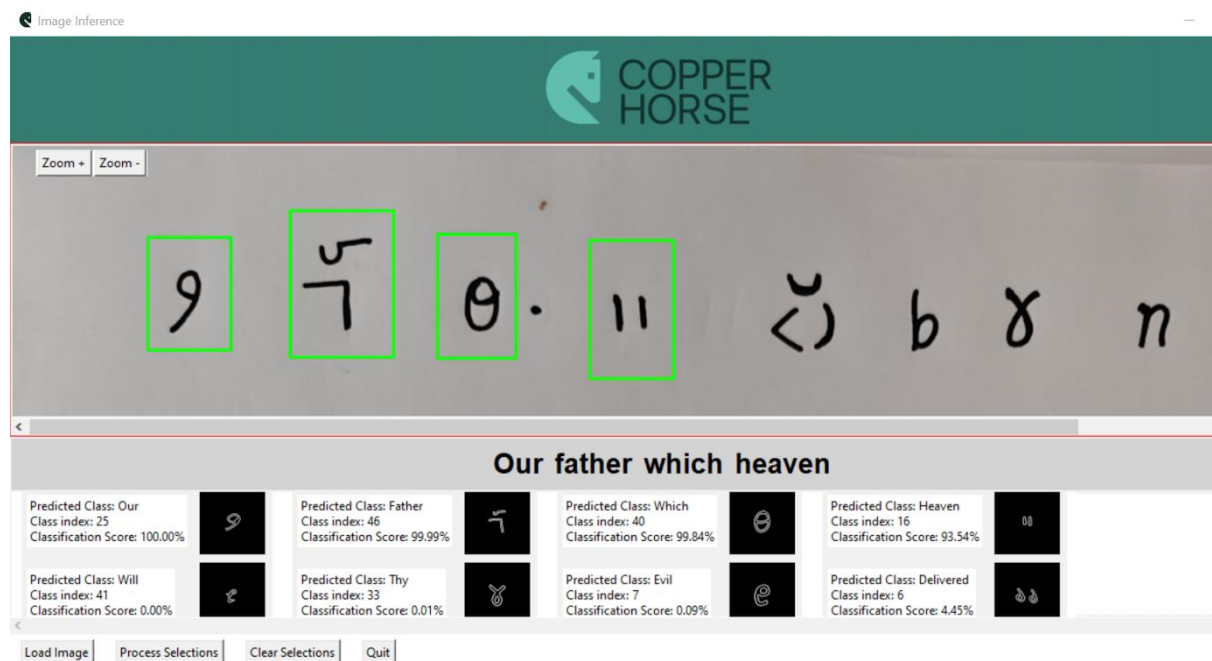 Image Inference
COPPER
HORSE
Zoom + Zoom -
b n
Our father which heaven
Predicted Class: Our
Class index: 25
Classification Score: 100.00%
Predicted Class: Father
Class index: 46
Classification Score: 99.99%
Predicted Class: Which
Class index: 40
Classification Score: 99.84%
Predicted Class: Heaven
Class index: 16
Classification Score: 93.54%
Predicted Class: Will
Class index: 41
Classification Score: 0.00%
Predicted Class: Thy
Class index: 33
Classification Score: 0.01%
Predicted Class: Evil
Class index: 7
Classification Score: 0.09%
Predicted Class: Delivered
Class index: 6
Classification Score: 4.45%
Load Image Process Selections Clear Selections Quit